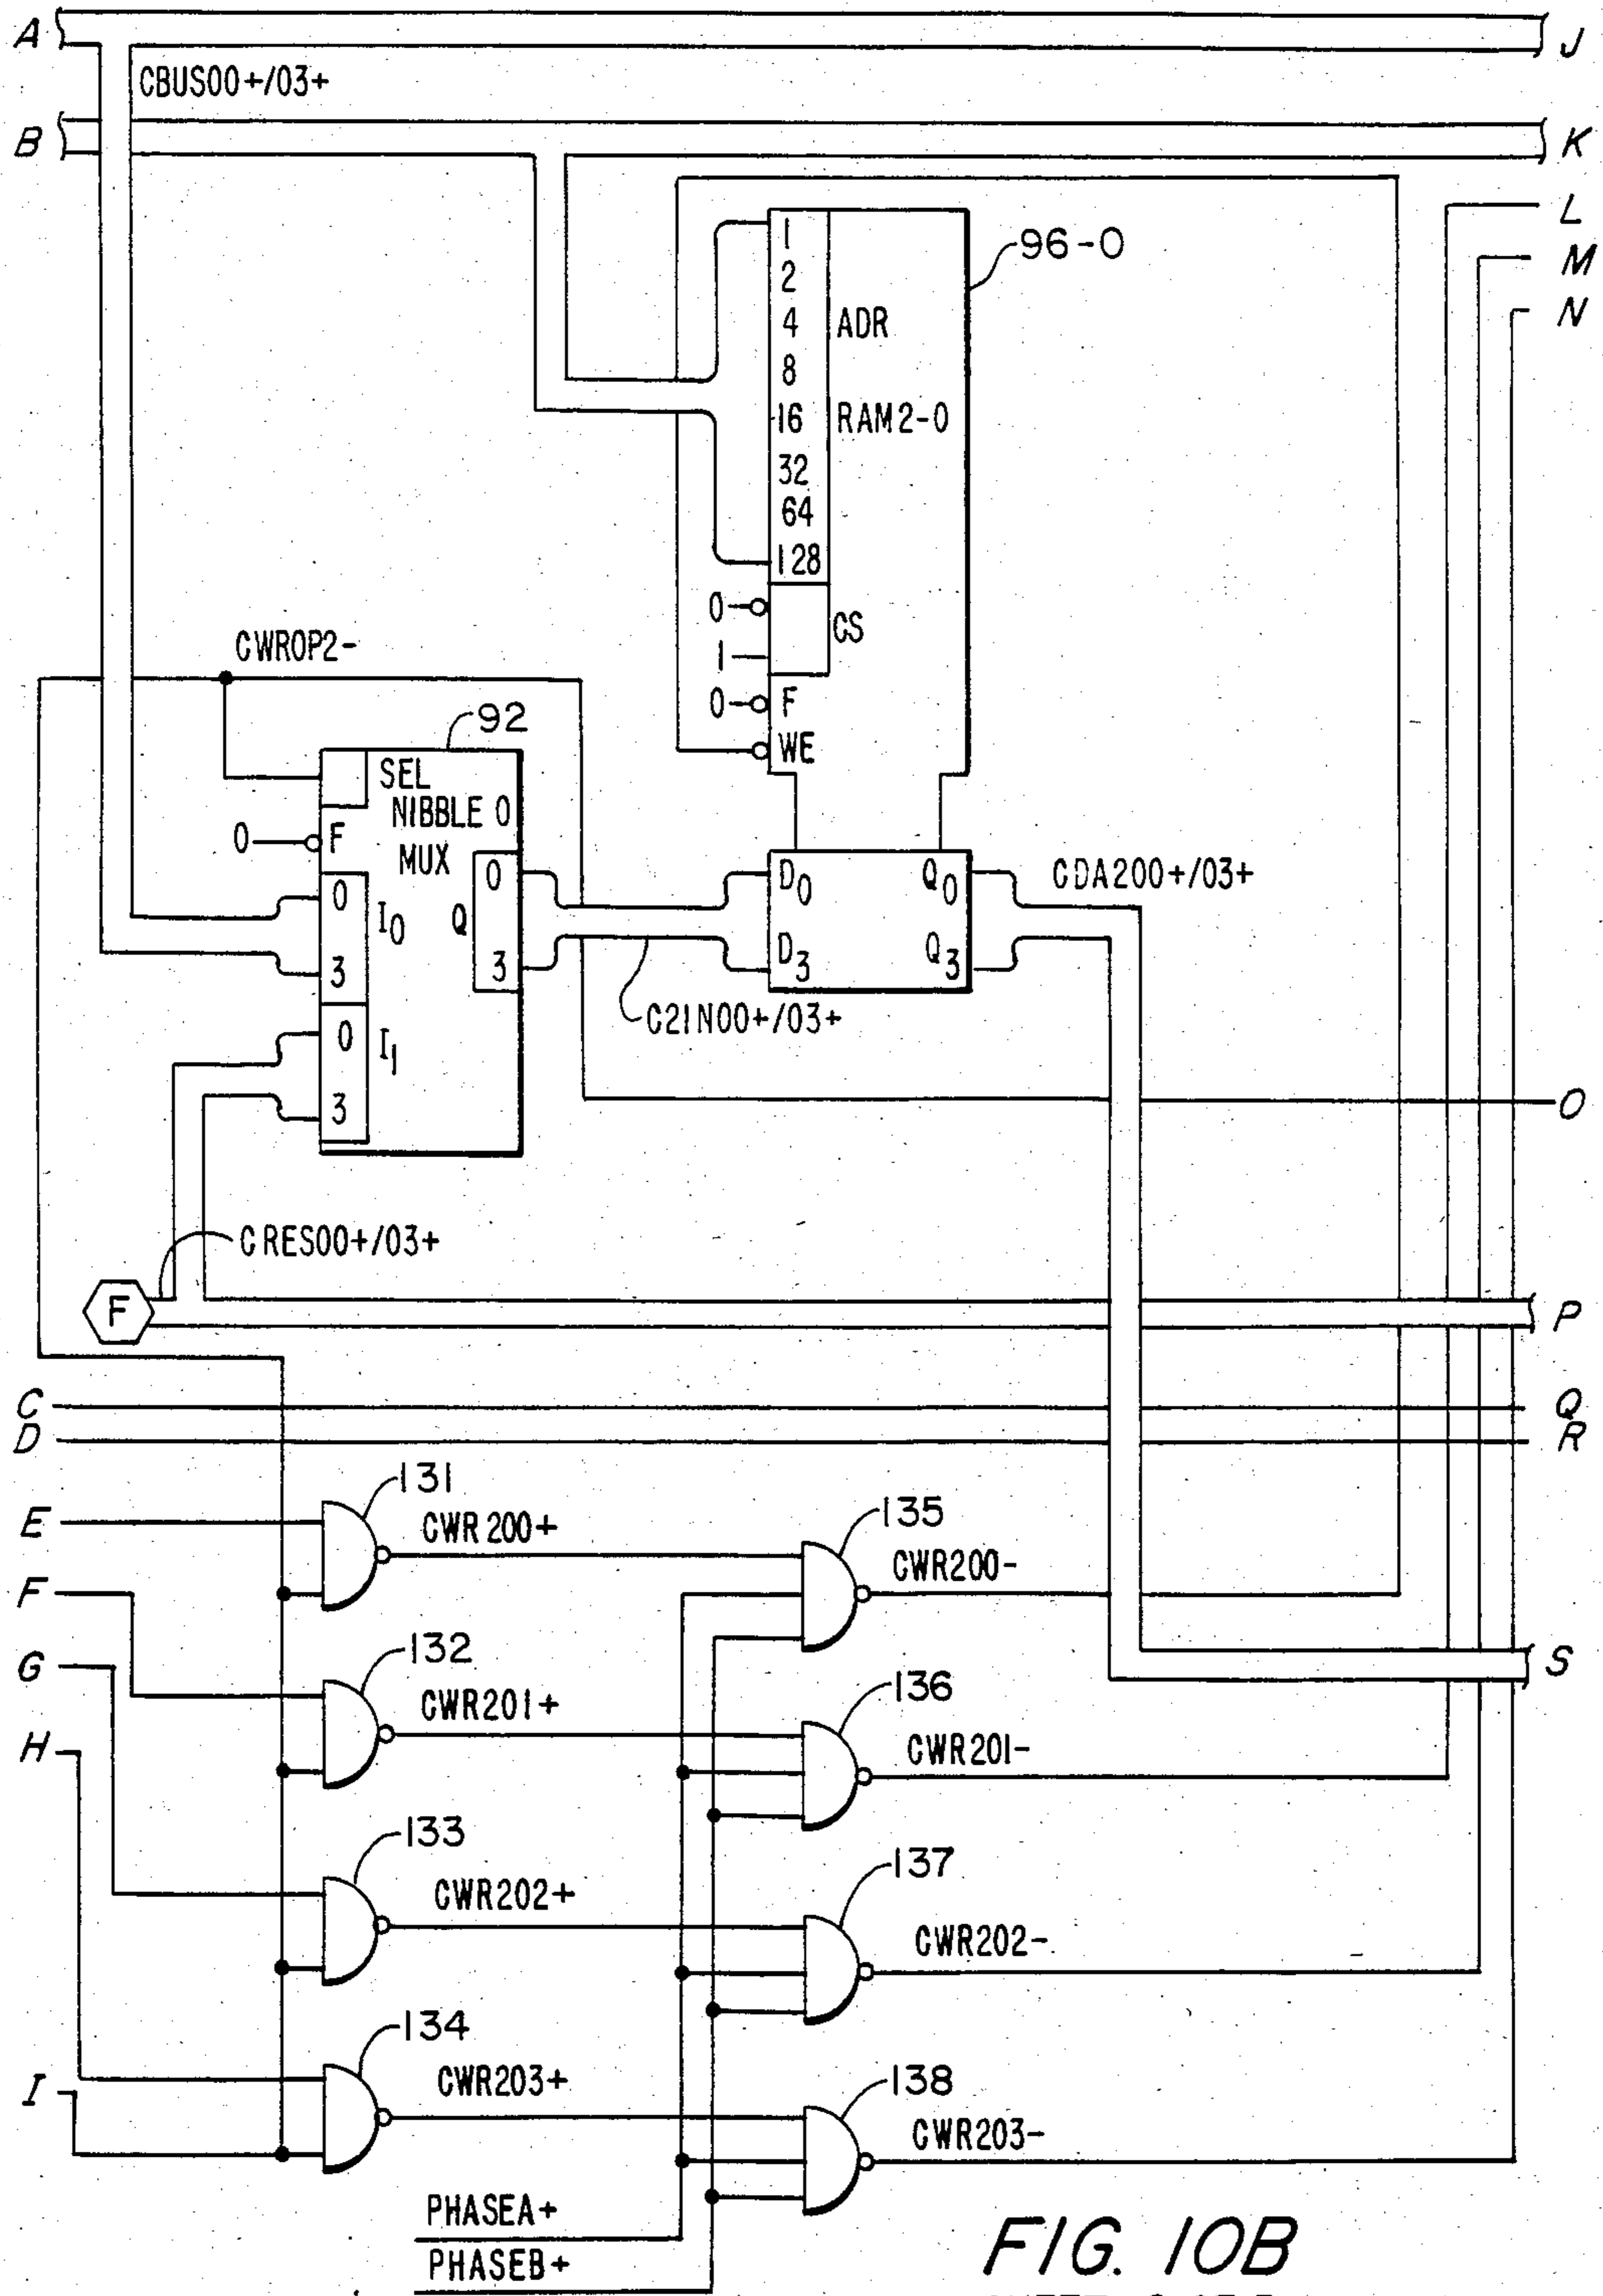 A
J
CBUS00+/03+
B
K
L
M
N
96-0
1
2
4 ADR
8
16 RAM2-0
32
64
128
0
CS
1
0 F
WE
CWROP2-
92
SEL
NIBBLE 0
MUX
0 F
0
I0
3
0
I1
3
Q
0
3
D0
D3
Q0
Q3
CDA200+/03+
C2IN00+/03+
O
CRES00+/03+
F
P
C
Q
D
R
131
E
CWR200+
135
CWR200-
F
132
G
CWR201+
S
136
H
CWR201-
133
CWR202+
137
CWR202-
134
I
CWR203+
138
CWR203-
PHASEA+
PHASEB+
FIG. 10B